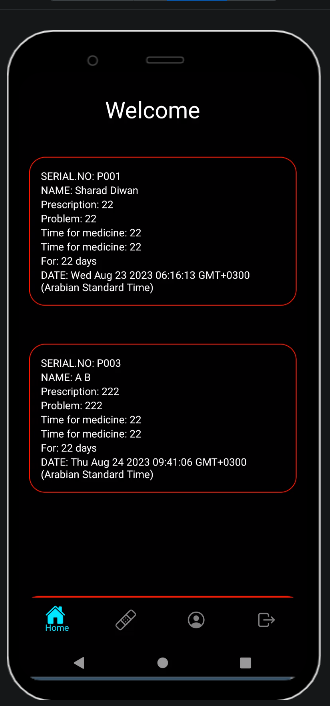 Welcome
SERIAL.NO: P001
NAME: Sharad Diwan
Prescription: 22
Problem: 22
Time for medicine: 22
Time for medicine: 22
For: 22 days
DATE: Wed Aug 23 2023 06:16:13 GMT+0300
(Arabian Standard Time)
SERIAL.NO: P003
NAME: A B
Prescription: 222
Problem: 222
Time for medicine: 22
Time for medicine: 22
For: 22 days
DATE: Thu Aug 24 2023 09:41:06 GMT+0300
(Arabian Standard Time)
Home